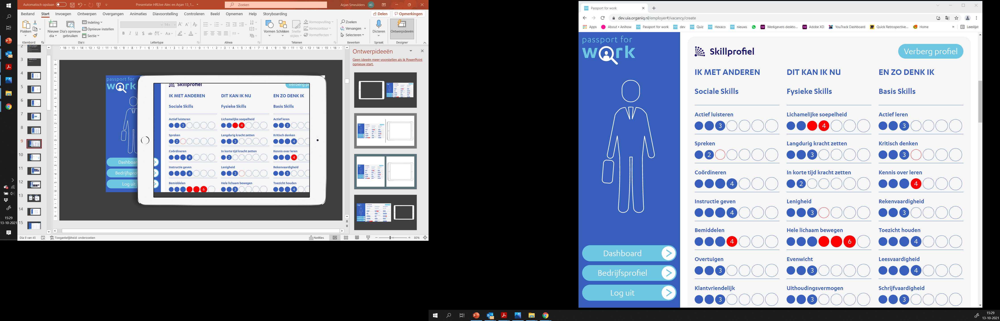 Automatisch opslaan
Presentatie HRLIve Alec en Arjan 13_1...
Zoeken
Arjan Smeulders
AS
Bestand Start Invoegen Ontwerpen Overgangen Animaties Diavoorstelling Controleren Beeld Opnemen Help Storyboarding
Delen
Opmerkingen
Plakken
Nieuwe dia
Dia's opnieuw gebruiken
Indeling
Opnieuw instellen
Sectie
14+
Vormen
Schikken
Snelle stijlen
Vormopvulling
Vormcontour
Vormeffecten
Zoeken
Vervangen
Selecteren
Dicteren
Ontwerpideeën
Klembord
Dia's
Lettertype
Alinea
Tekenen
Bewerken
Spraak
Designer
2
3
4
5
6
7
8
9
10
11
12
13
14
15
passport for
work
Dashboar
Bedrijfspro
Log uit
Skillprofiel
Verberg pr
IK MET ANDEREN DIT KAN IK NU EN ZO DENK IK
Sociale Skills Fysieke Skills Basis Skills
Actief luisteren Lichamelijke soepelheid Actief leren
3 4 3
Spreken Langdurig kracht zetten Kritisch denken
2 3 4
Coördineren In korte tijd kracht zetten Kennis over leren
4 2 4
Instructie geven Lenigheid Rekenvaardigheid
4 3 3
Bemiddelen Hele lichaam bewegen Toezicht houden
6 3 4
Ontwerpideeën
Geen ideeën meer voorstellen als ik PowerPoint
opnieuw start.
Dia 9 van 45
Toegankelijkheid: onderzoeken
Notities
80%
15:29
13-10-2021
Passport for work
dev.uia.organiq.nl/employer#/vacancy/create
Apps
About • Anihow
Passport for work
dev
Quiz
Hexaco
nieuws
Werkgevers deskto...
Adobe XD
YouTrack Dashboard
Quick Retrospective...
Home
»
Leeslijst
passport for
work
Dashboard
Bedrijfsprofiel
Log uit
Skillprofiel
Verberg profiel
IK MET ANDEREN DIT KAN IK NU EN ZO DENK IK
Sociale Skills Fysieke Skills Basis Skills
Actief luisteren Lichamelijke soepelheid Actief leren
3 4 3
Spreken Langdurig kracht zetten Kritisch denken
2 3 3
Coördineren In korte tijd kracht zetten Kennis over leren
4 2 4
Instructie geven Lenigheid Rekenvaardigheid
4 3 3
Bemiddelen Hele lichaam bewegen Toezicht houden
4 6 4
Overtuigen Evenwicht Leesvaardigheid
3 3 4
Klantvriendelijk Uithoudingsvermogen Schrijfvaardigheid
3 3 3
15:29
13-10-2021